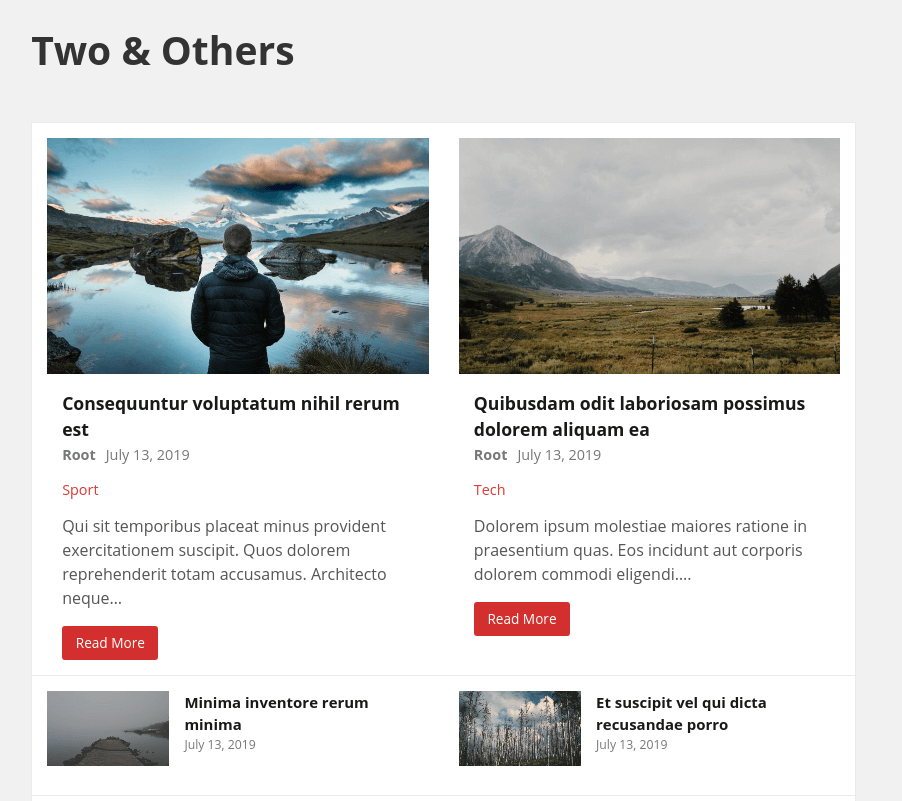 Two & Others
Consequuntur voluptatum nihil rerum
est
Root July 13, 2019
Sport
Qui sit temporibus placeat minus provident
exercitationem suscipit. Quos dolorem
reprehenderit totam accusamus. Architecto
neque...
Read More
Quibusdam odit laboriosam possimus
dolorem aliquam ea
Root July 13, 2019
Tech
Dolorem ipsum molestiae maiores ratione in
praesentium quas. Eos incidunt aut corporis
dolorem commodi eligendi....
Read More
Minima inventore rerum
minima
July 13, 2019
Et suscipit vel qui dicta
recusandae porro
July 13, 2019